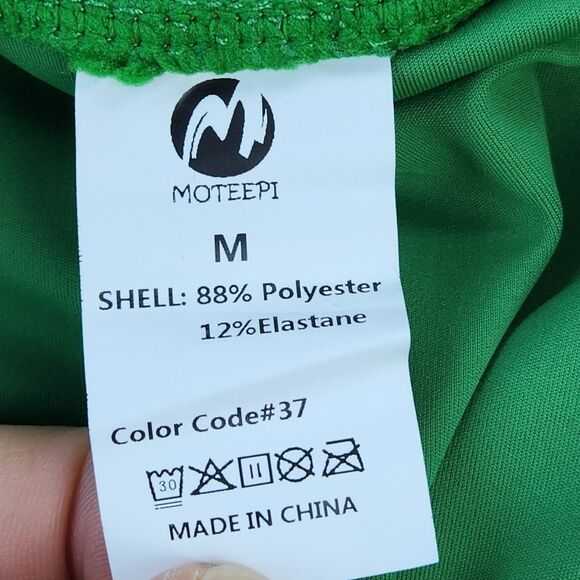 MOTEEPI
M
SHELL: 88% Polyester
12%Elastane
Color Code#37
30
MADE IN CHINA